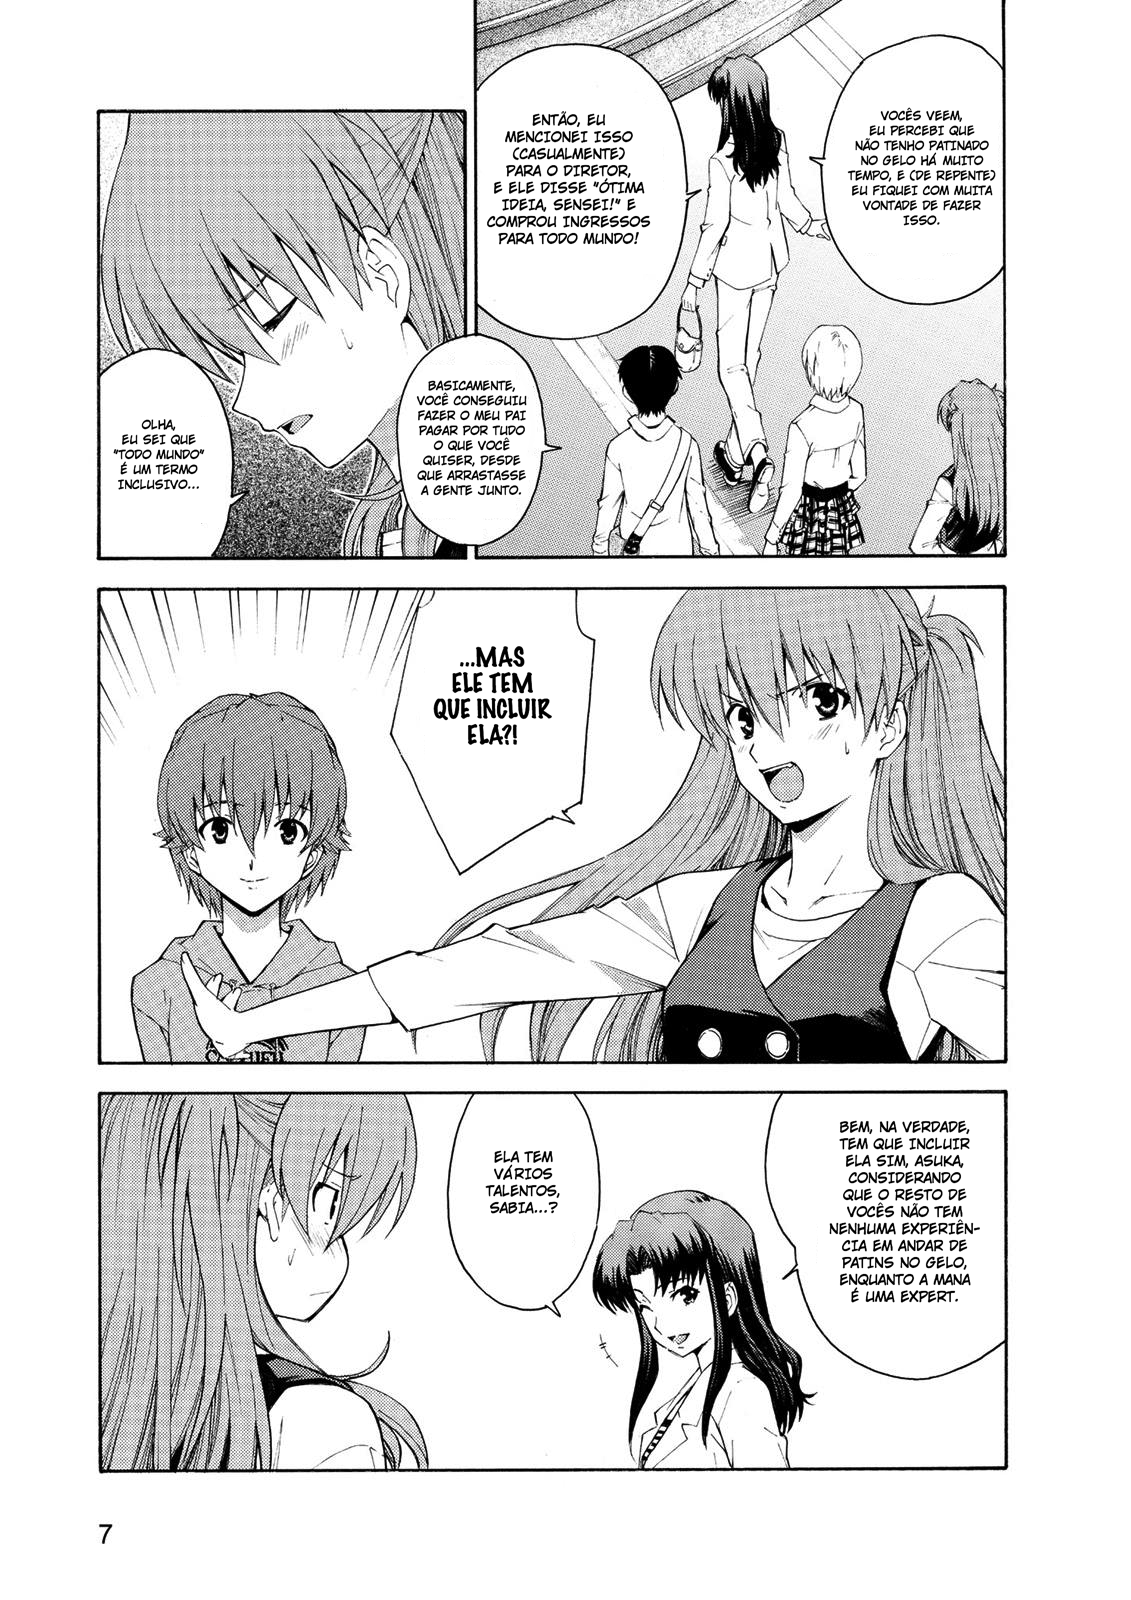 VOCÊS VEEM,
EU PERCEBI QUE
NÃO TENHO PATINADO
NO GELO HÁ MUITO
TEMPO, E (DE REPENTE)
EU FIQUEI COM MUITA
VONTADE DE FAZER
ISSO.
ENTÃO, EU
MENCIONEI ISSO
(CASUALMENTE)
PARA O DIRETOR,
E ELE DISSE "ÓTIMA
IDEIA, SENSEI!" E
COMPROU INGRESSOS
PARA TODO MUNDO!
BASICAMENTE,
VOCÊ CONSEGUIU
FAZER O MEU PAI
PAGAR POR TUDO
O QUE VOCÊ
QUISER, DESDE
QUE ARRASTASSE
A GENTE JUNTO.
OLHA,
EU SEI QUE
"TODO MUNDO"
É UM TERMO
INCLUSIVO...
...MAS
ELE TEM
QUE INCLUIR
ELA?!
BEM, NA VERDADE,
TEM QUE INCLUIR
ELA SIM, ASUKA,
CONSIDERANDO
QUE O RESTO DE
VOCÊS NÃO TEM
NENHUMA EXPERIÊN-
CIA EM ANDAR DE
PATINS NO GELO,
ENQUANTO A MANA
É UMA EXPERT.
ELA TEM
VÁRIOS
TALENTOS,
SABIA...?
7